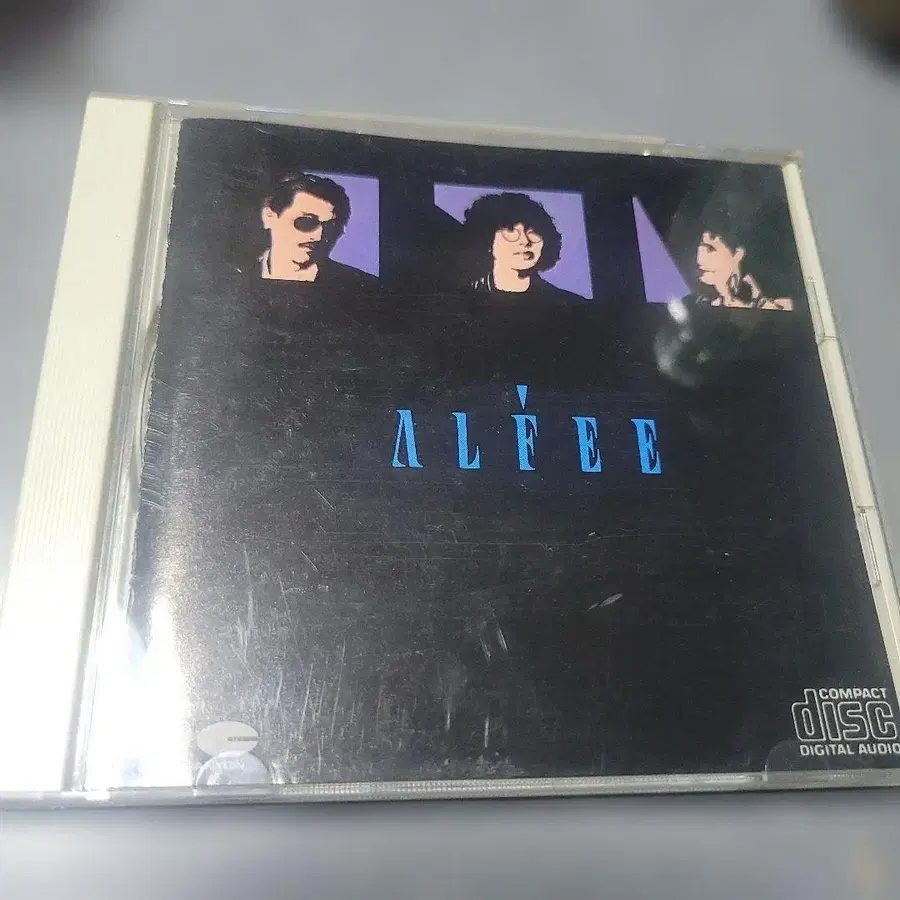 ALFEE
COMPACT
disc
DIGITAL AUDIO